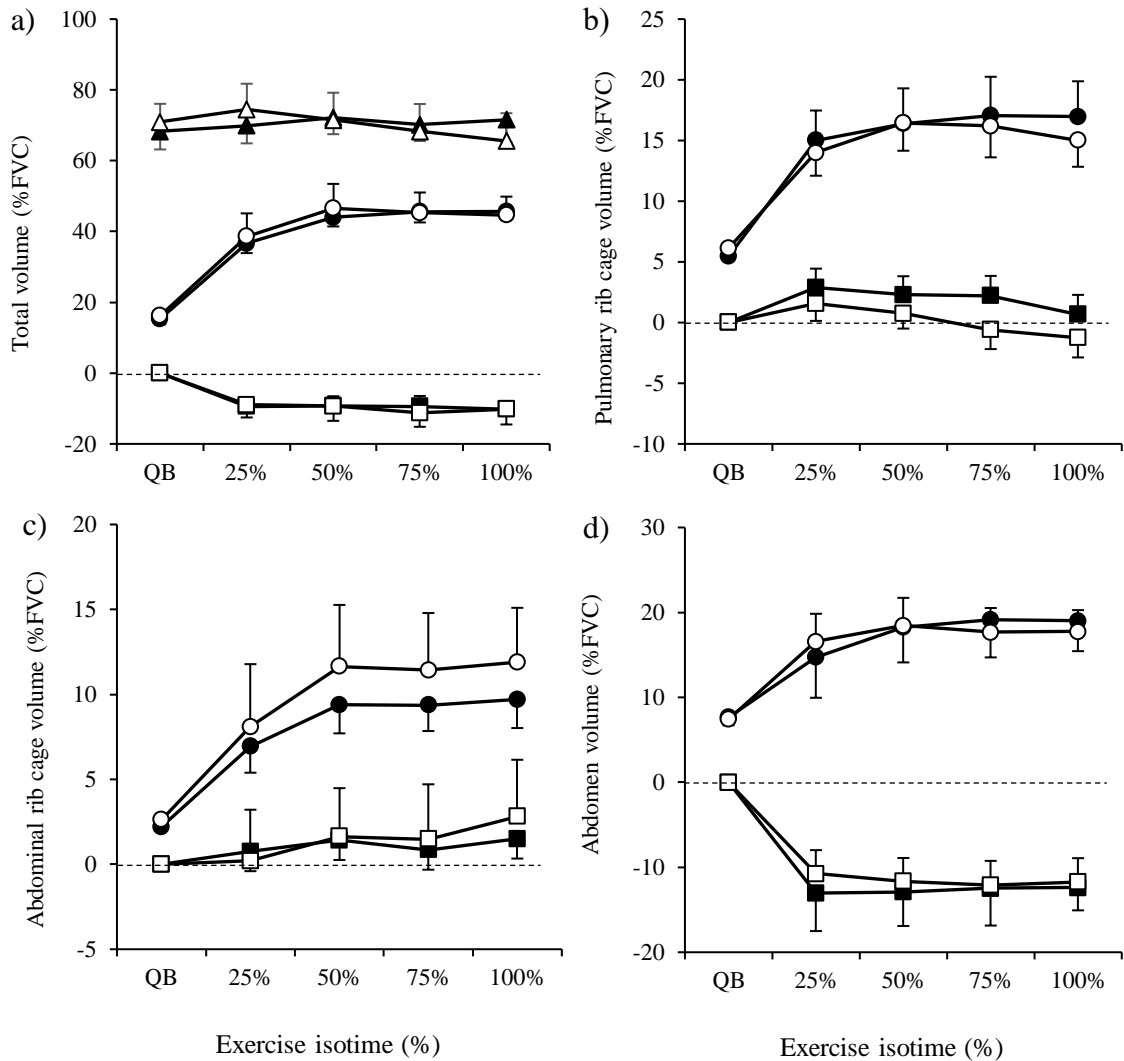 a)
Total volume (%FVC)
100
80
60
40
20
0
-20
QB 25% 50% 75% 100%
b)
Pulmonary rib cage volume (%FVC)
25
20
15
10
5
0
-5
-10
QB 25% 50% 75% 100%
c)
Abdominal rib cage volume (%FVC)
20
15
10
5
0
-5
QB 25% 50% 75% 100%
Exercise isotime (%)
d)
Abdomen volume (%FVC)
30
20
10
0
-10
-20
QB 25% 50% 75% 100%
Exercise isotime (%)